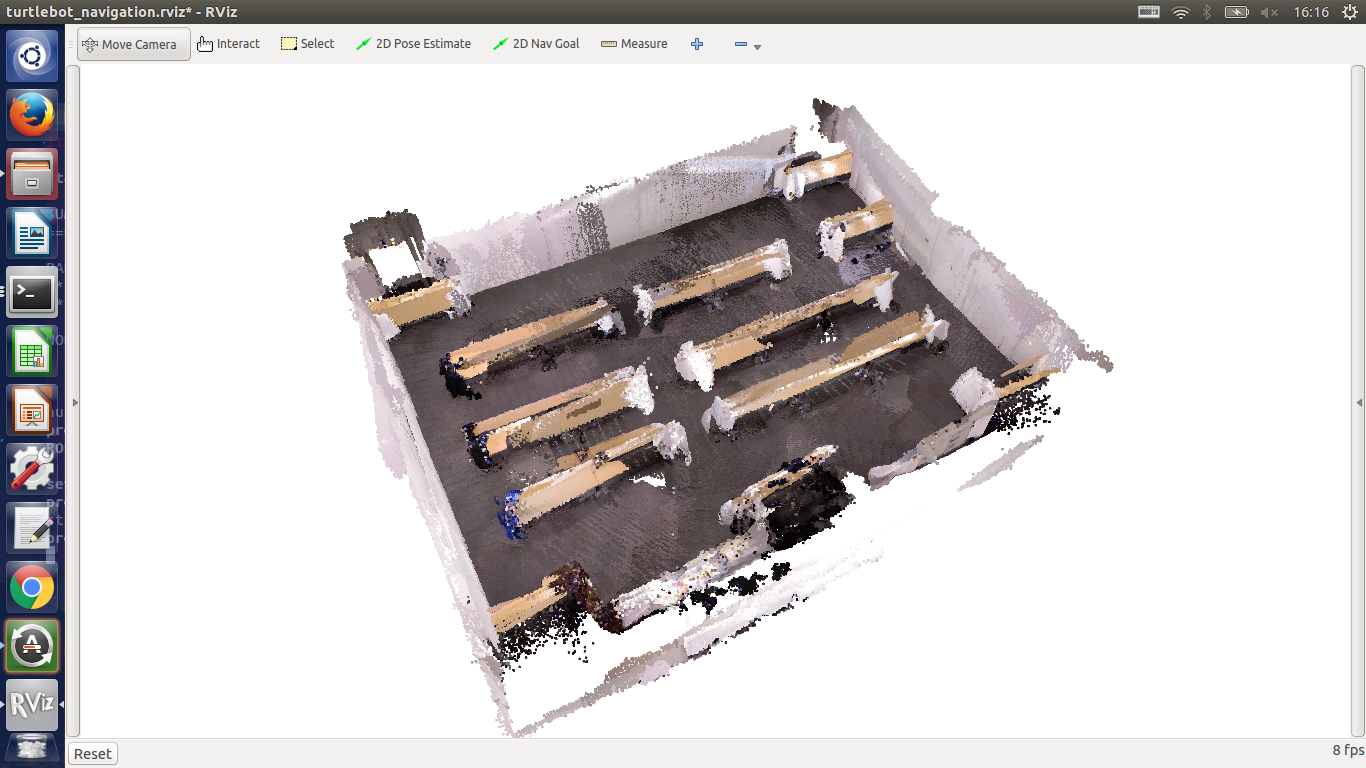 turtlebot_navigation.rviz* - RViz
16:16
Move Camera
Interact
Select
2D Pose Estimate
2D Nav Goal
Measure
RViz
Reset
8 fps